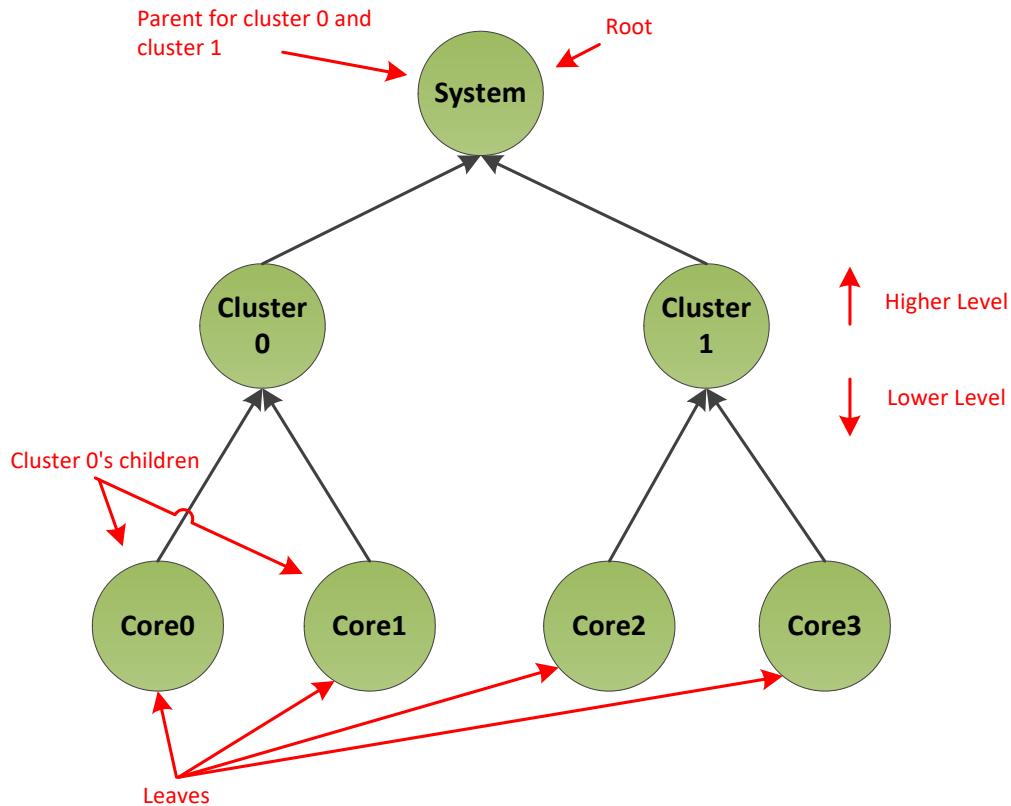 Parent for cluster 0 and
cluster 1
Root
System
Cluster
0
Cluster
1
Higher Level
Lower Level
Cluster 0's children
Core0
Core1
Core2
Core3
Leaves